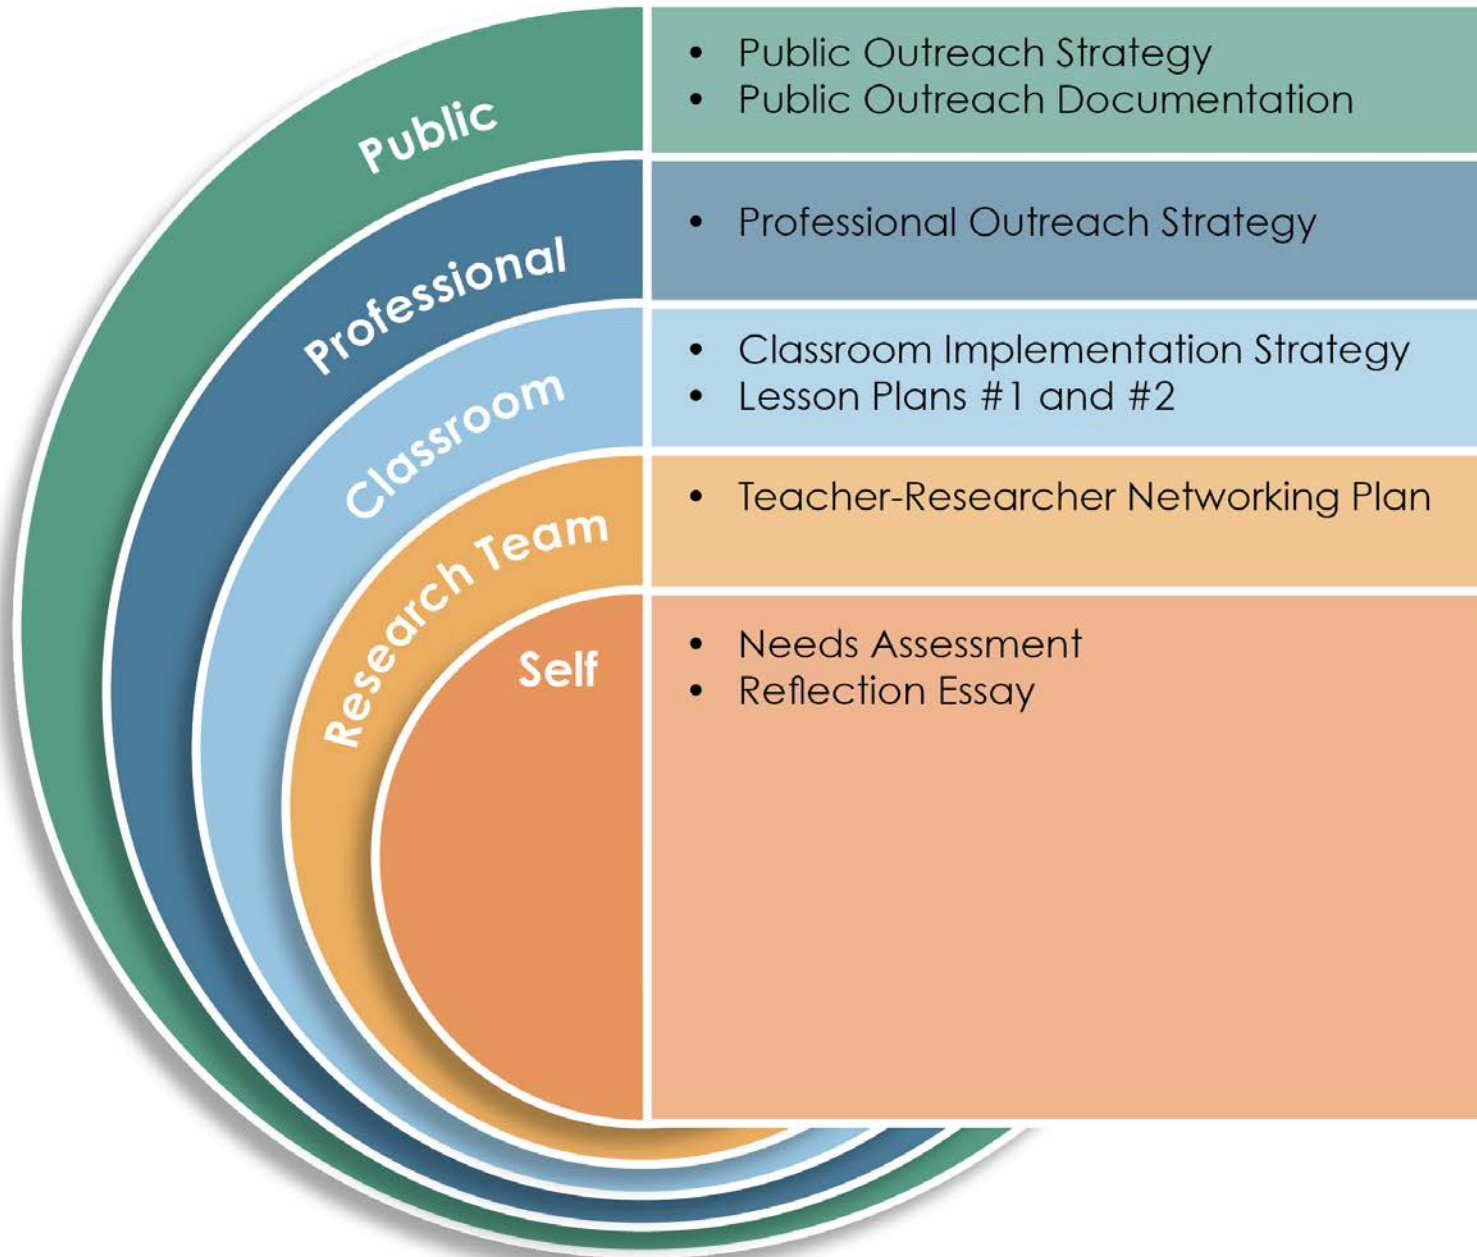 Public
• Public Outreach Strategy
• Public Outreach Documentation
Professional
• Professional Outreach Strategy
Classroom
• Classroom Implementation Strategy
• Lesson Plans #1 and #2
Research Team
• Teacher-Researcher Networking Plan
Self
• Needs Assessment
• Reflection Essay